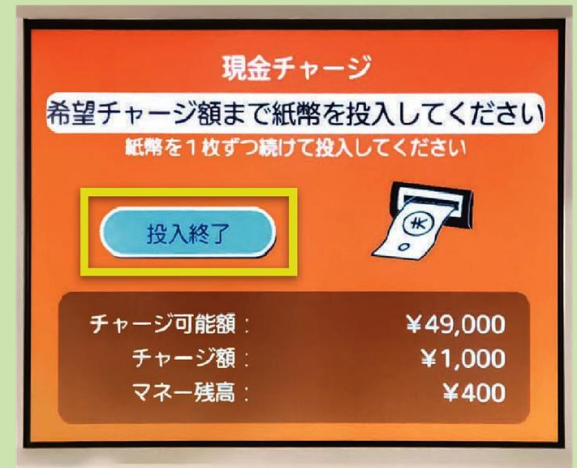 現金チャージ
希望チャージ額まで紙幣を投入してください
紙幣を1枚ずつ続けて投入してください
投入終了
チャージ可能額: ¥49,000
チャージ額: ¥1,000
マネー残高: ¥400